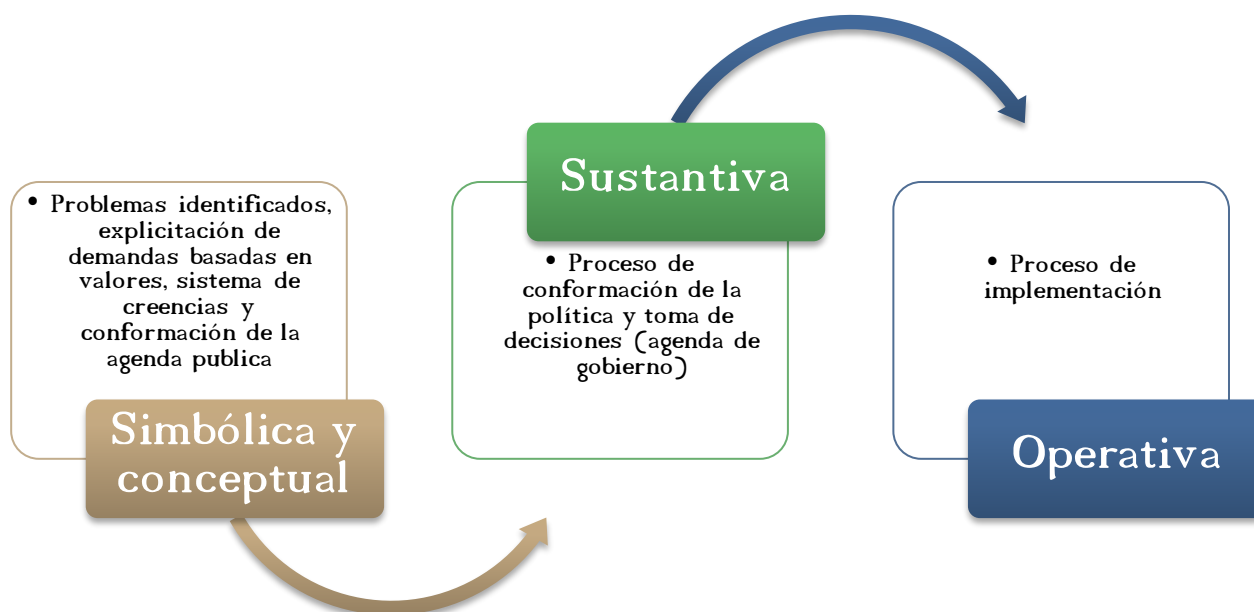 • Problemas identificados,
explicitación de
demandas basadas en
valores, sistema de
creencias y
conformación de la
agenda publica
Simbólica y
conceptual
Sustantiva
• Proceso de
conformación de la
política y toma de
decisiones (agenda de
gobierno)
• Proceso de
implementación
Operativa